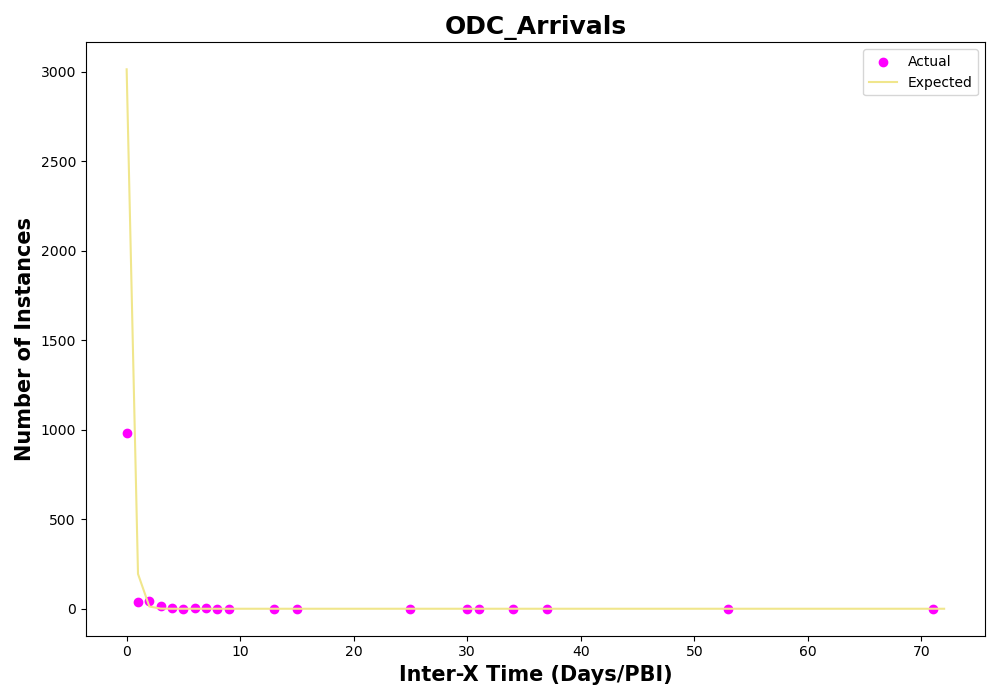 ODC_Arrivals
Actual
Expected
3000
2500
2000
1500
1000
500
0
Number of Instances
0 10 20 30 40 50 60 70
Inter-X Time (Days/PBI)